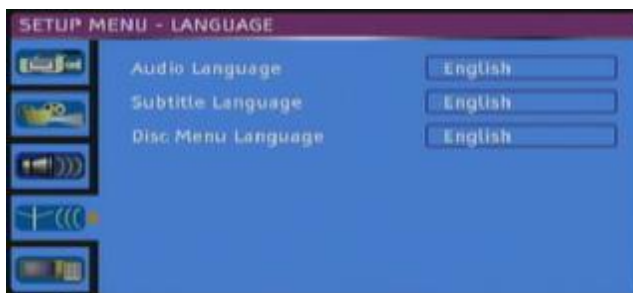 SETUP MENU - LANGUAGE
Audio Language English
Subtitle Language English
Disc Menu Language English